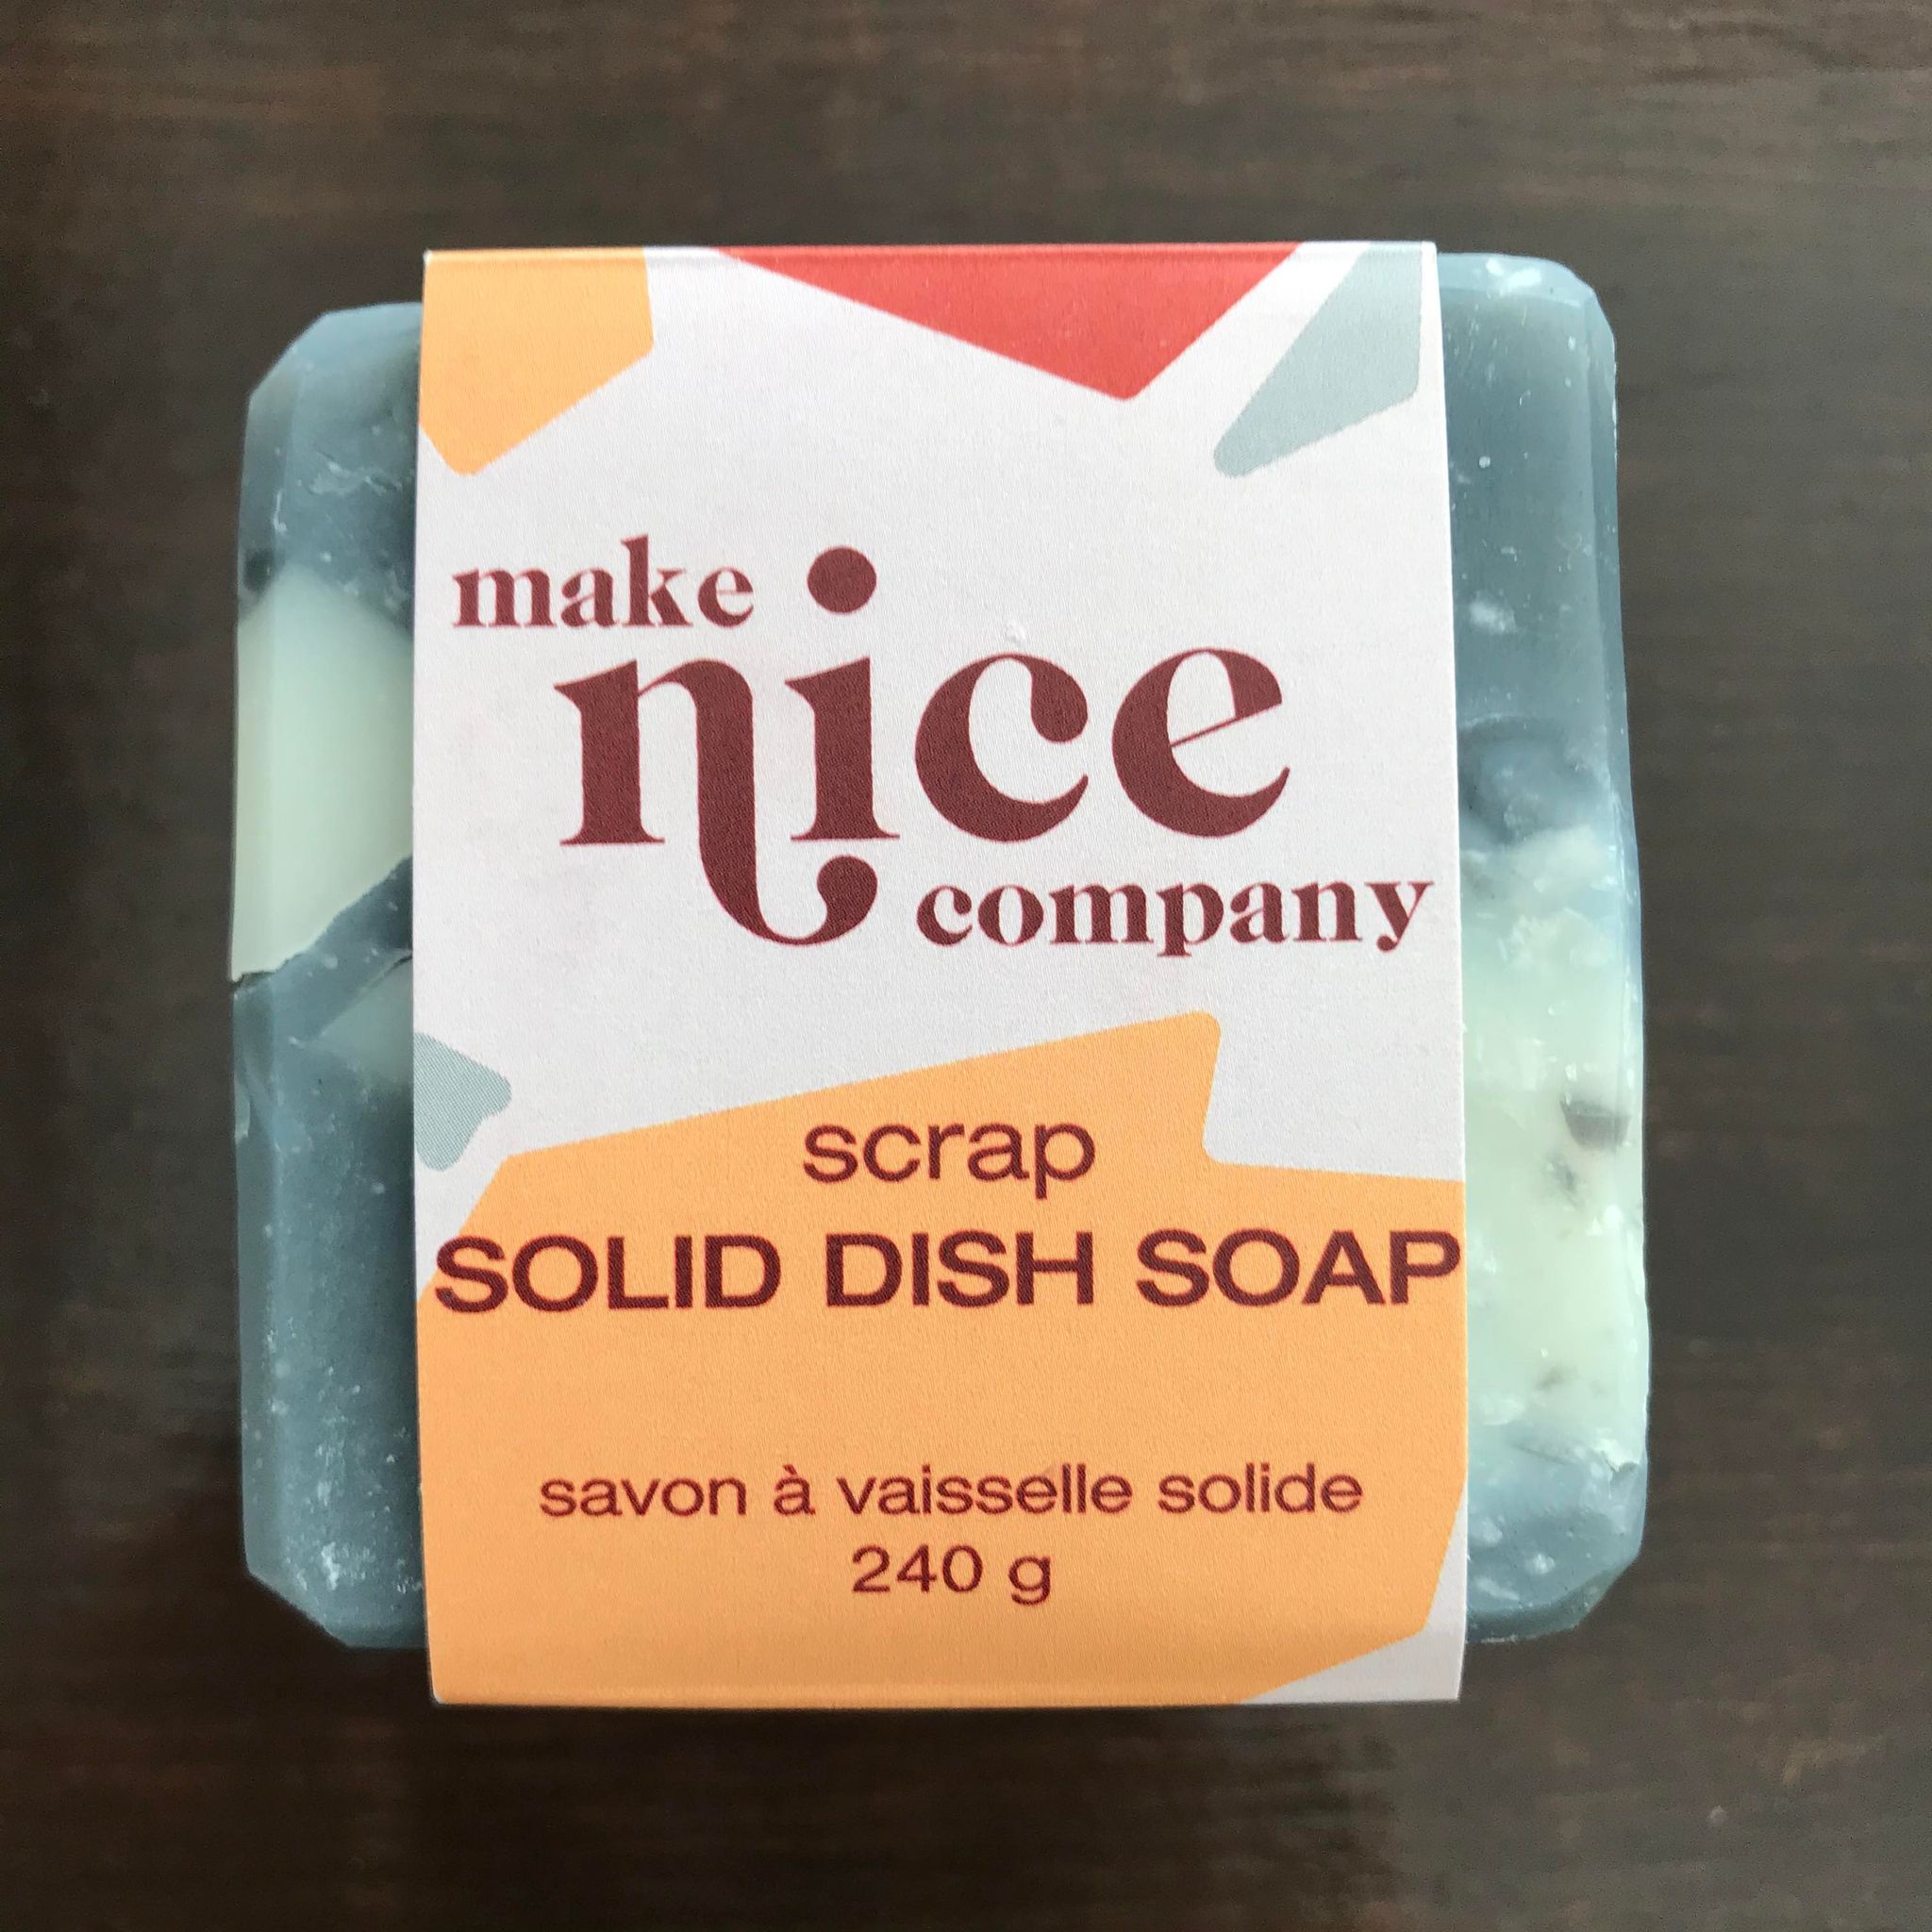 make
nice
company
scrap
SOLID DISH SOAP
savon à vaisselle solide
240 g